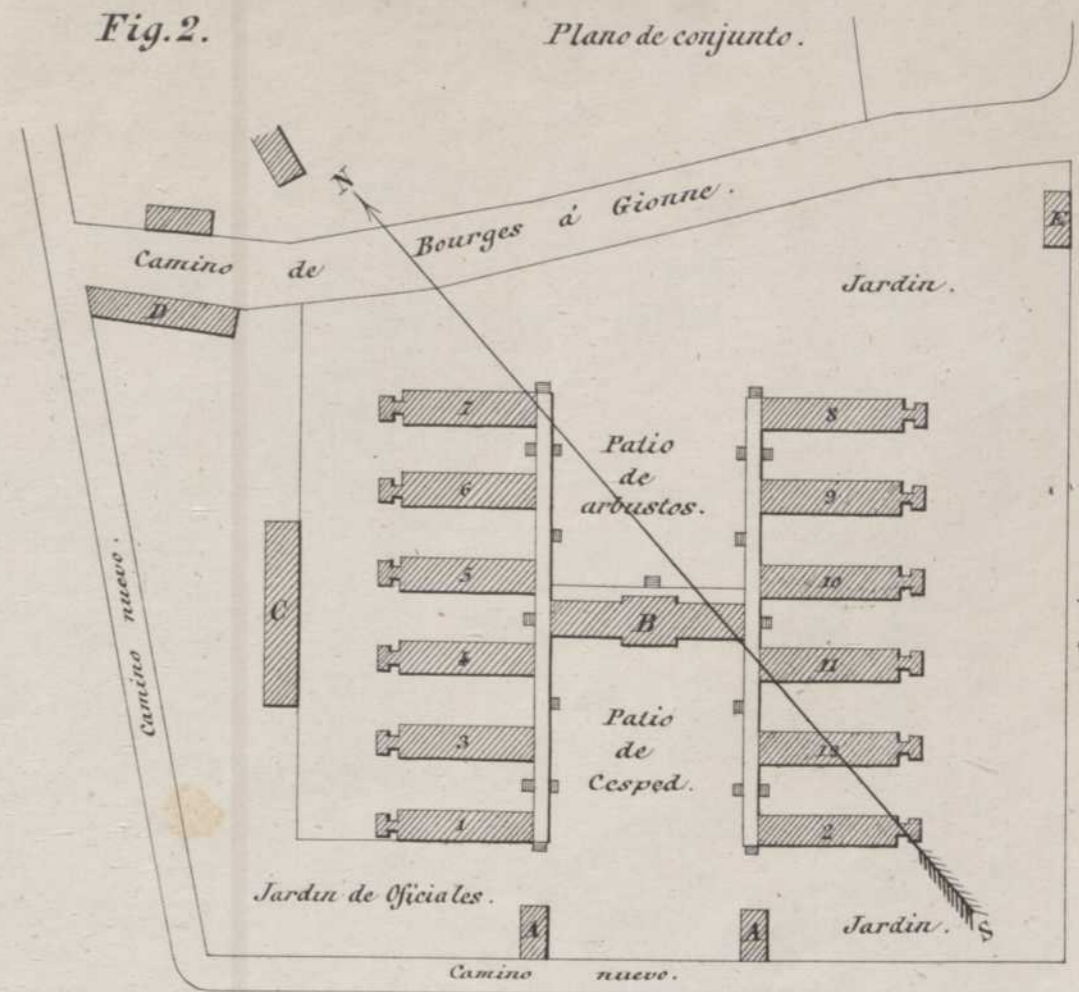 Fig.2.
Plano de conjunto.
N
Camino de Bourges á Gionne.
E
Jardin.
D
7
8
Patio
de
arbustos.
6
9
5
10
C
B
4
11
Camino nuevo.
Patio
de
Cesped.
3
12
1
2
Jardin de Oficiales.
A
A
Jardin.
S
Camino nuevo.